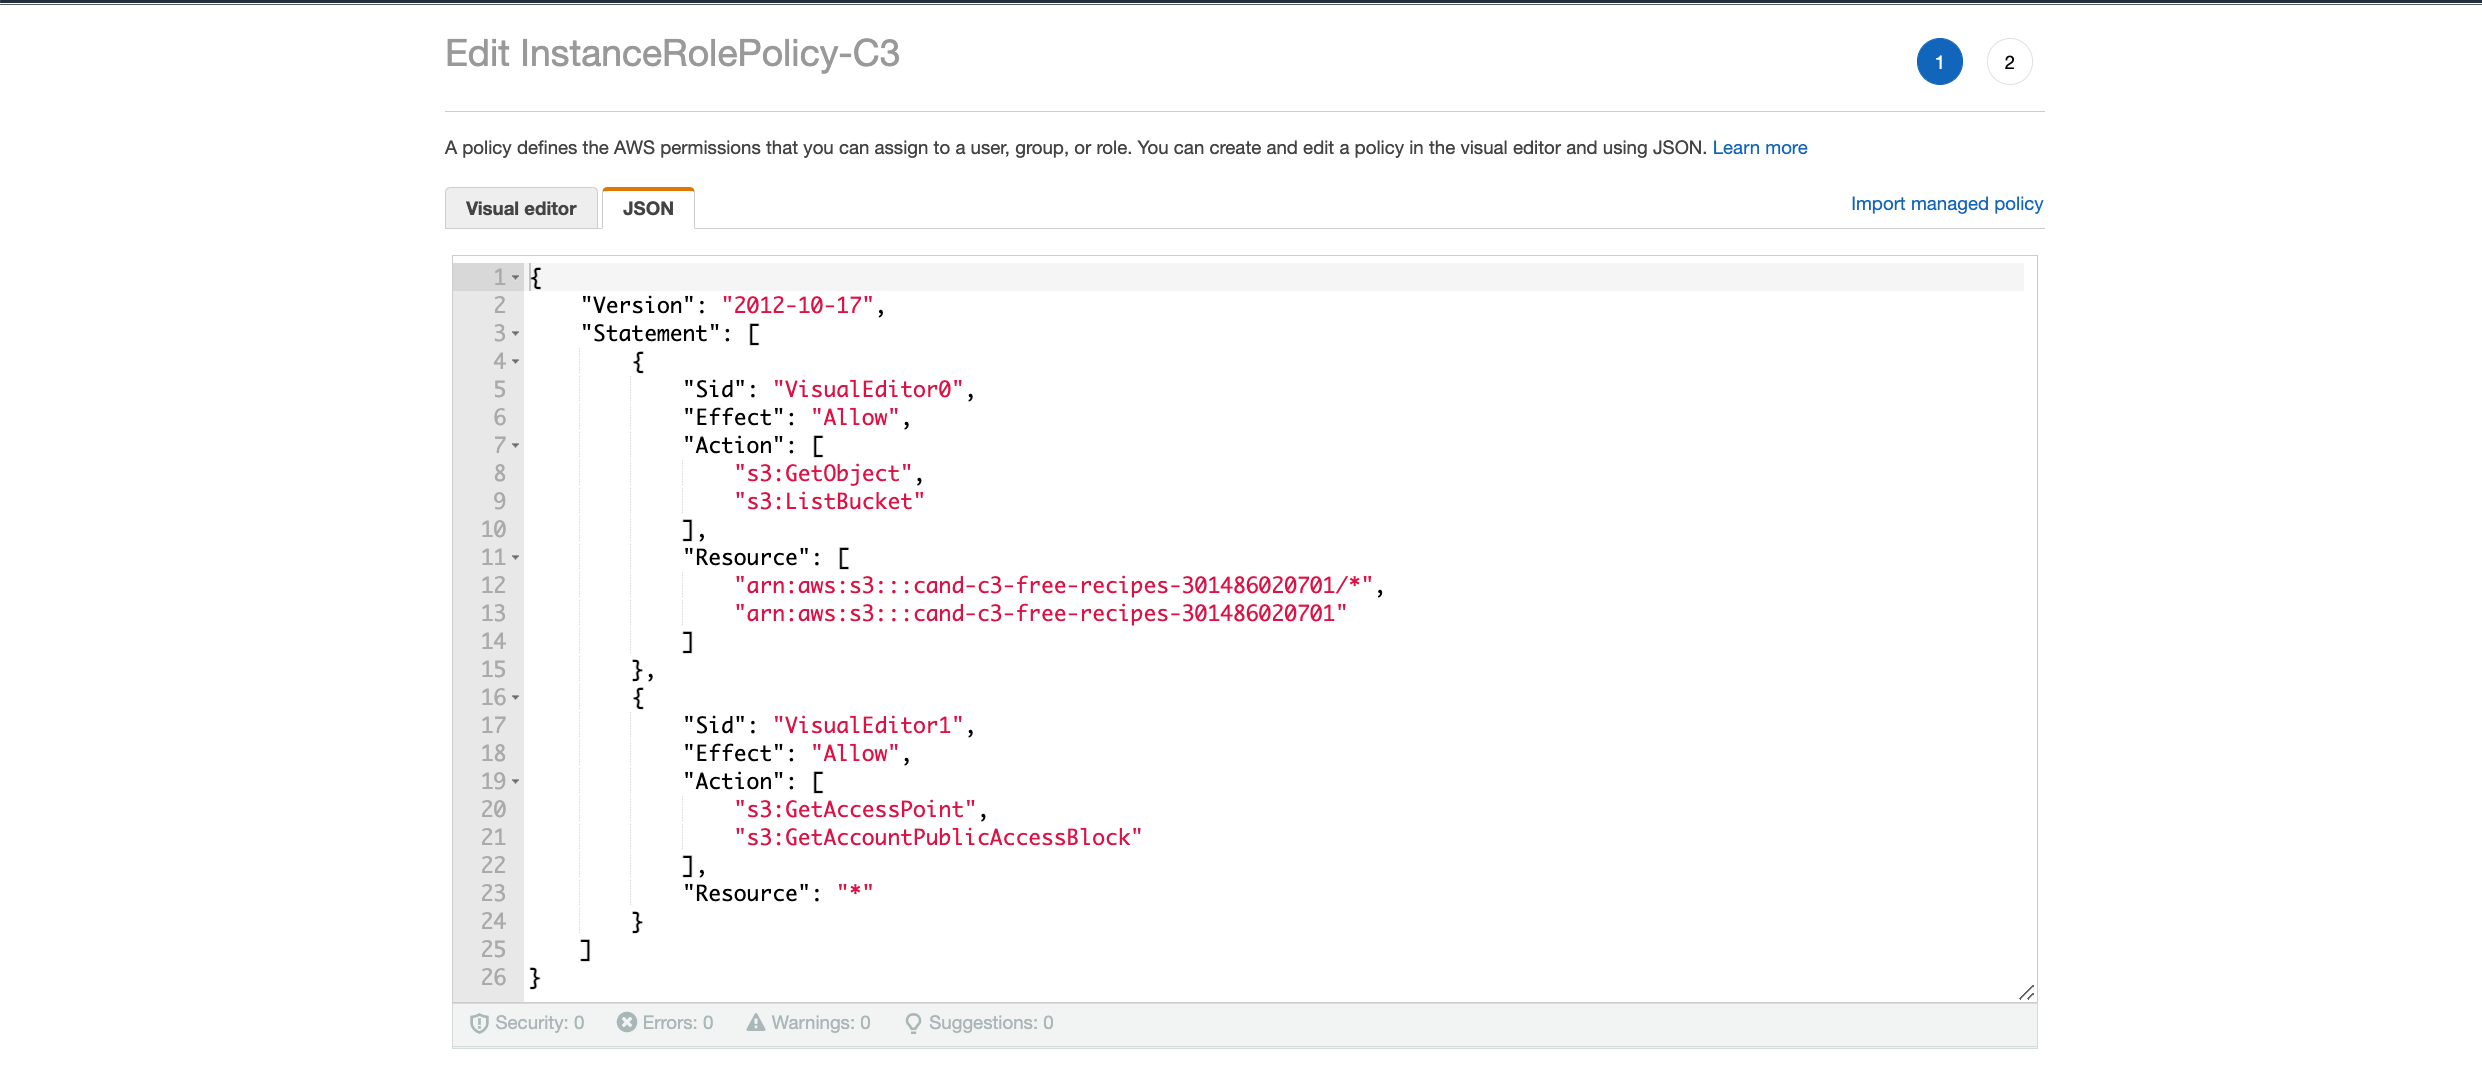 Edit InstanceRolePolicy-C3
1
2
A policy defines the AWS permissions that you can assign to a user, group, or role. You can create and edit a policy in the visual editor and using JSON. Learn more
Visual editor
JSON
Import managed policy
1 {
2     "Version": "2012-10-17",
3     "Statement": [
4         {
5             "Sid": "VisualEditor0",
6             "Effect": "Allow",
7             "Action": [
8                 "s3:GetObject",
9                 "s3:ListBucket"
10             ],
11             "Resource": [
12                 "arn:aws:s3:::cand-c3-free-recipes-301486020701/*",
13                 "arn:aws:s3:::cand-c3-free-recipes-301486020701"
14             ]
15         },
16         {
17             "Sid": "VisualEditor1",
18             "Effect": "Allow",
19             "Action": [
20                 "s3:GetAccessPoint",
21                 "s3:GetAccountPublicAccessBlock"
22             ],
23             "Resource": "*"
24         }
25     ]
26 }
Security: 0 Errors: 0 Warnings: 0 Suggestions: 0